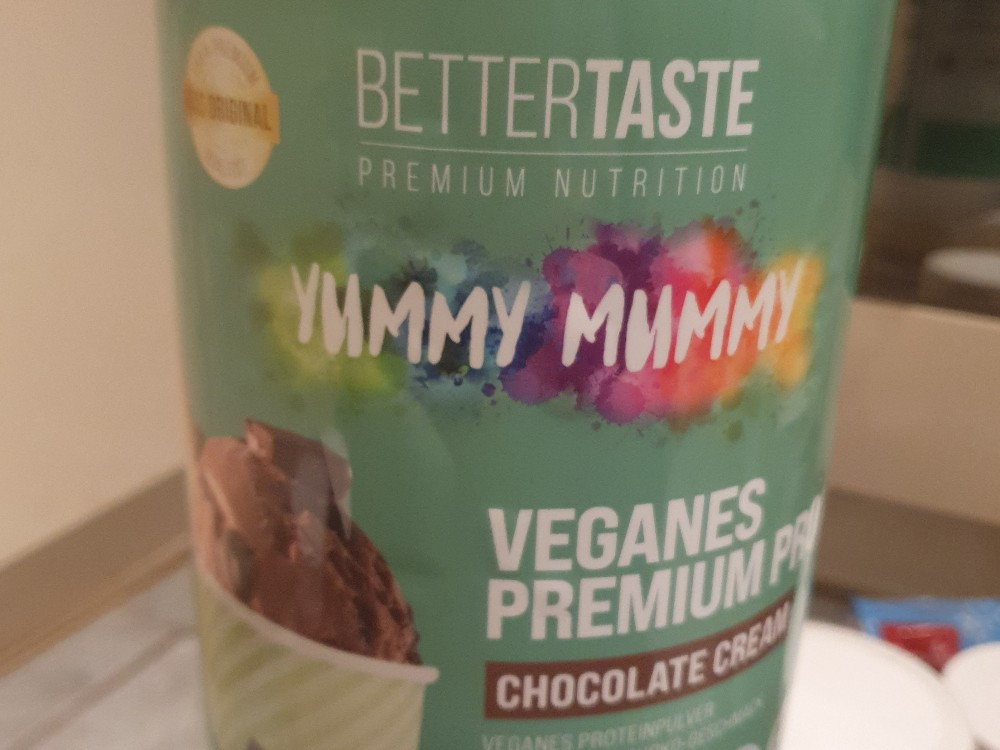 ORIGINAL
BETTERTASTE
PREMIUM NUTRITION
YUMMY MUMMY
VEGANES
PREMIUM
CHOCOLATE CREAM
VEGANES PROTEINPULVER